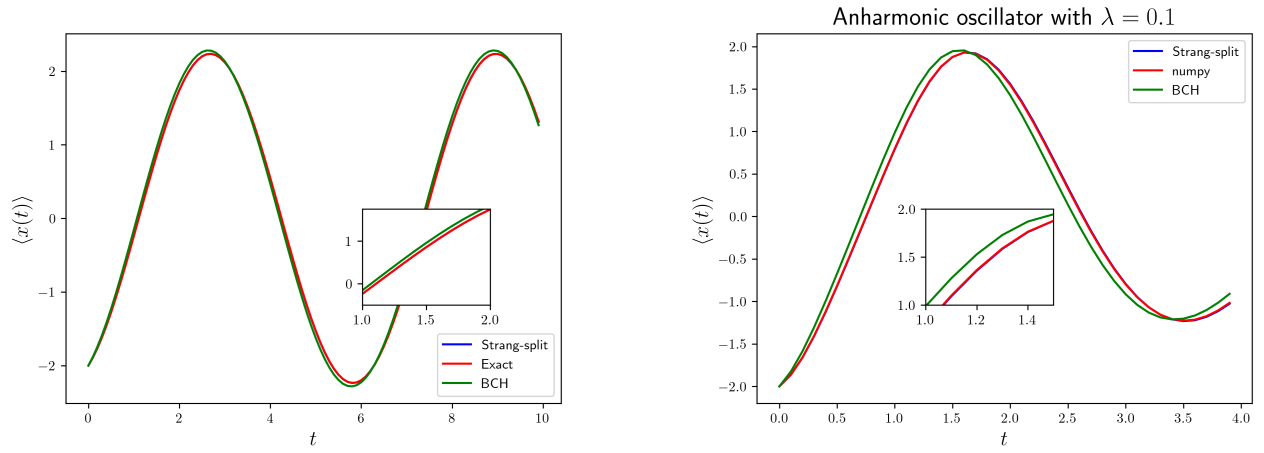 2
1
0
−1
−2
⟨x(t)⟩
1
0
1.0 1.5 2.0
Strang-split
Exact
BCH
0 2 4 6 8 10
t
Anharmonic oscillator with λ = 0.1
2.0
1.5
1.0
0.5
0.0
−0.5
−1.0
−1.5
−2.0
⟨x(t)⟩
Strang-split
numpy
BCH
2.0
1.5
1.0
1.0 1.2 1.4
0.0 0.5 1.0 1.5 2.0 2.5 3.0 3.5 4.0
t